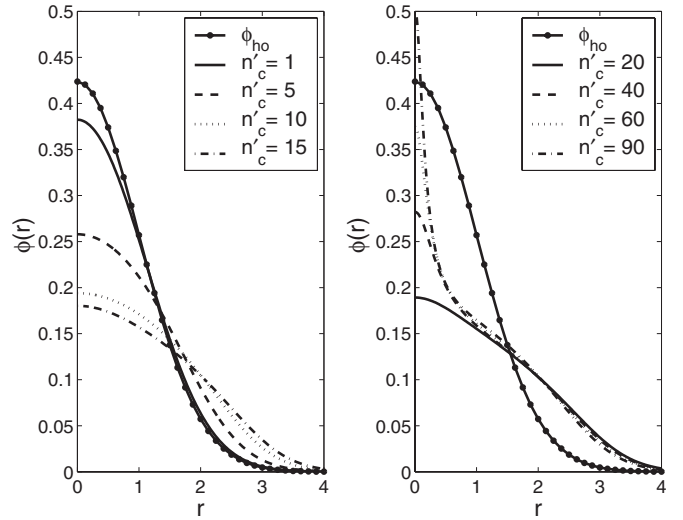 0.5
0.45
0.4
0.35
0.3
0.25
0.2
0.15
0.1
0.05
0
ϕ(r)
0 1 2 3 4
r
ϕho
n′c = 1
n′c = 5
n′c = 10
n′c = 15
0.5
0.45
0.4
0.35
0.3
0.25
0.2
0.15
0.1
0.05
0
ϕ(r)
0 1 2 3 4
r
ϕho
n′c = 20
n′c = 40
n′c = 60
n′c = 90